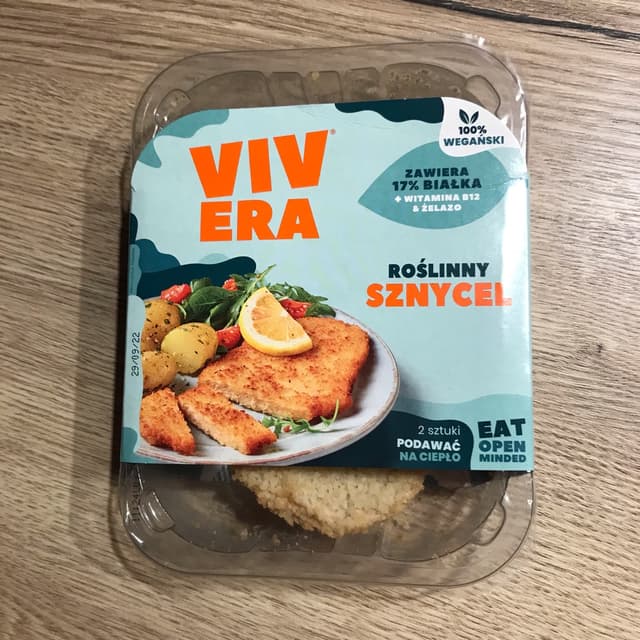 VIV
ERA
®
100%
WEGAŃSKI
ZAWIERA
17% BIAŁKA
+ WITAMINA B12
& ŻELAZO
ROŚLINNY
SZNYCEL
29/09/22
2 sztuki
PODAWAĆ
NA CIEPŁO
EAT
OPEN
MINDED